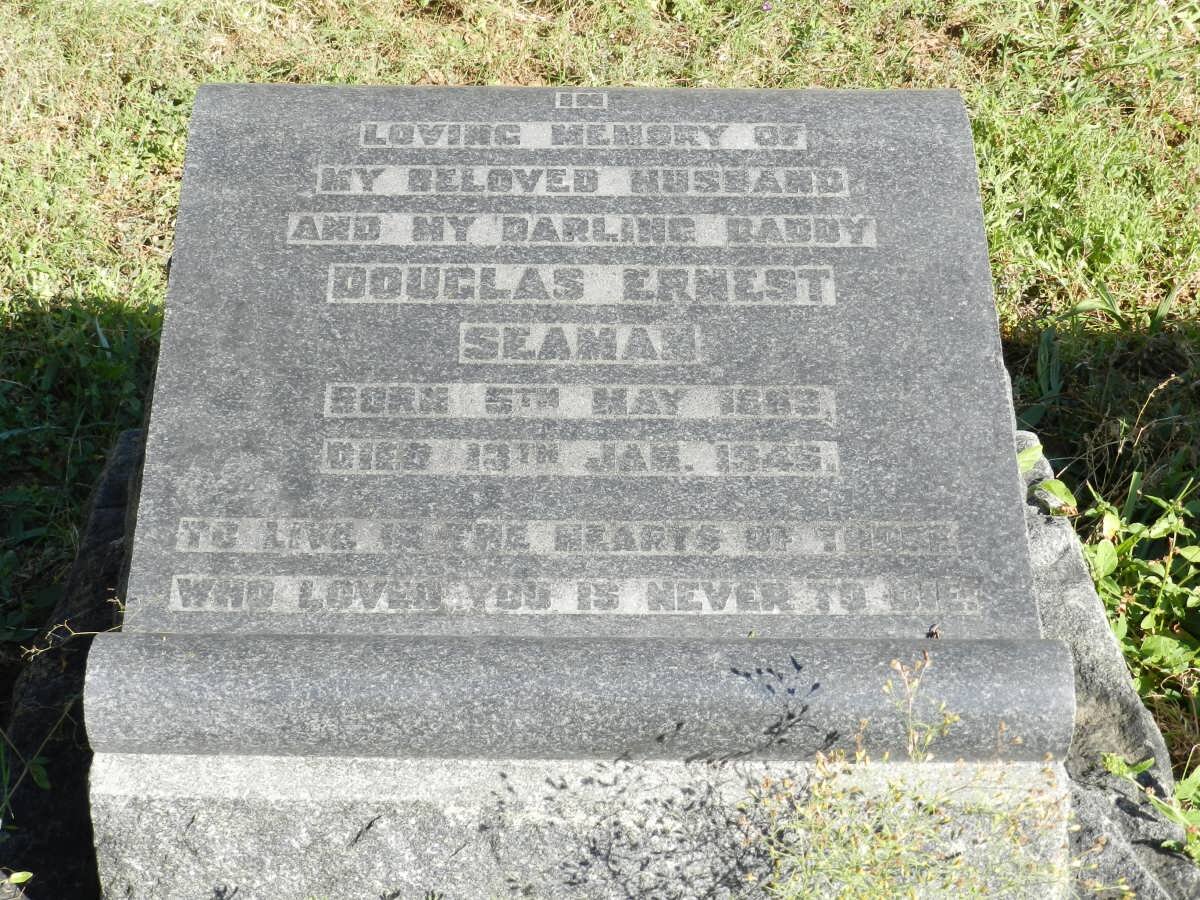 IN
LOVING MEMORY OF
MY BELOVED HUSBAND
AND MY DARLING DADDY
DOUGLAS ERNEST
SEAMAN
BORN 5TH MAY
DIED 13TH JAN. 1945.
TO LIVE IN THE HEARTS OF THOSE
WHO LOVED YOU IS NEVER TO DIE.